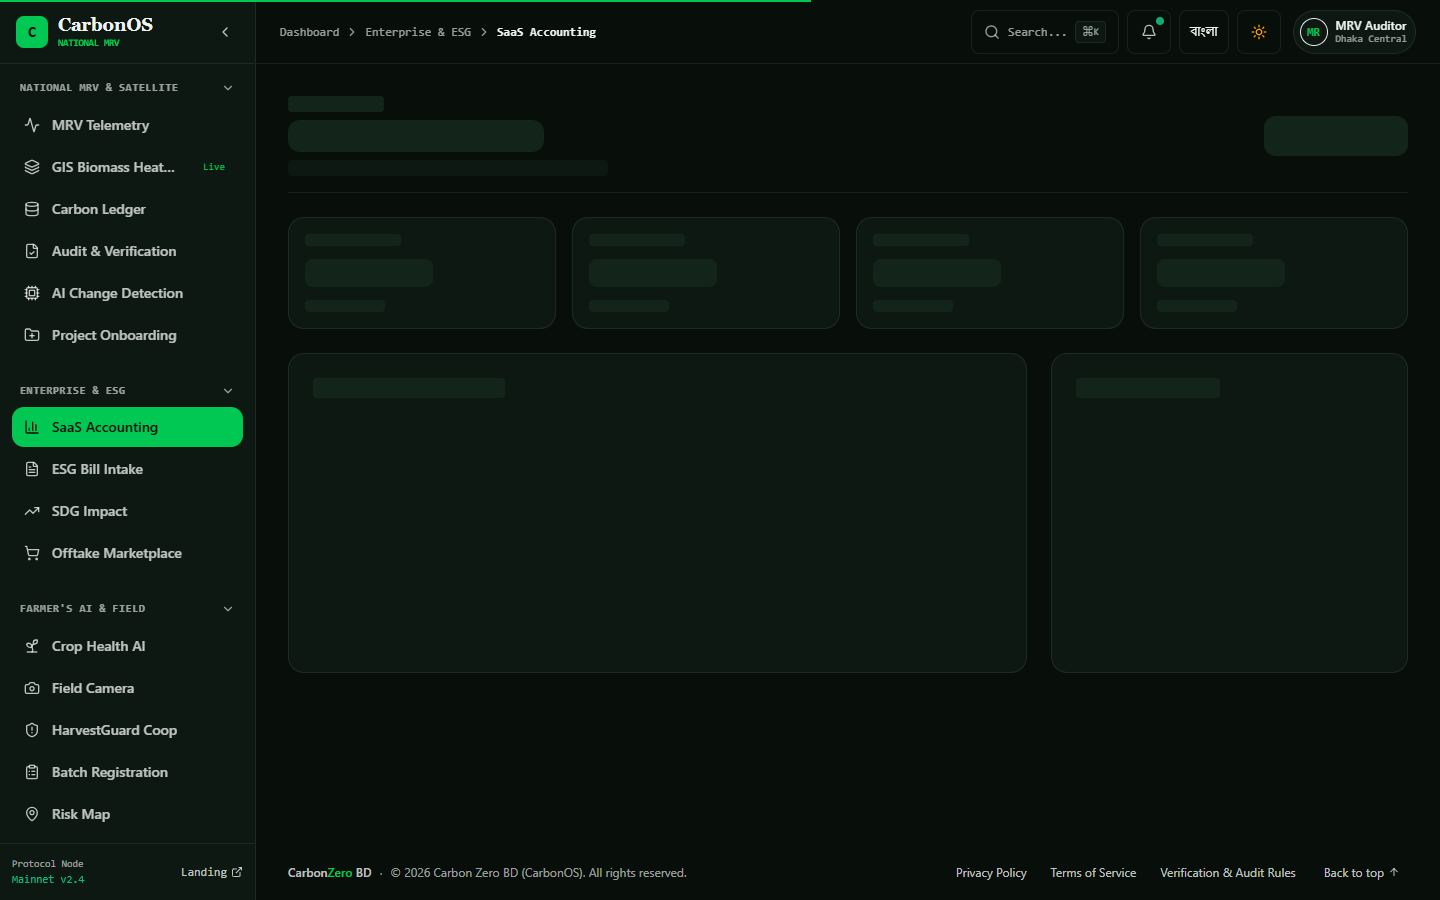 C
CarbonOS
NATIONAL MRV
Dashboard > Enterprise & ESG > SaaS Accounting
Search... ⌘K
বাংলা
MR
MRV Auditor
Dhaka Central
NATIONAL MRV & SATELLITE
MRV Telemetry
GIS Biomass Heat... Live
Carbon Ledger
Audit & Verification
AI Change Detection
Project Onboarding
ENTERPRISE & ESG
SaaS Accounting
ESG Bill Intake
SDG Impact
Offtake Marketplace
FARMER'S AI & FIELD
Crop Health AI
Field Camera
HarvestGuard Coop
Batch Registration
Risk Map
Protocol Node
Mainnet v2.4
Landing
CarbonZero BD · © 2026 Carbon Zero BD (CarbonOS). All rights reserved.
Privacy Policy Terms of Service Verification & Audit Rules Back to top ↑